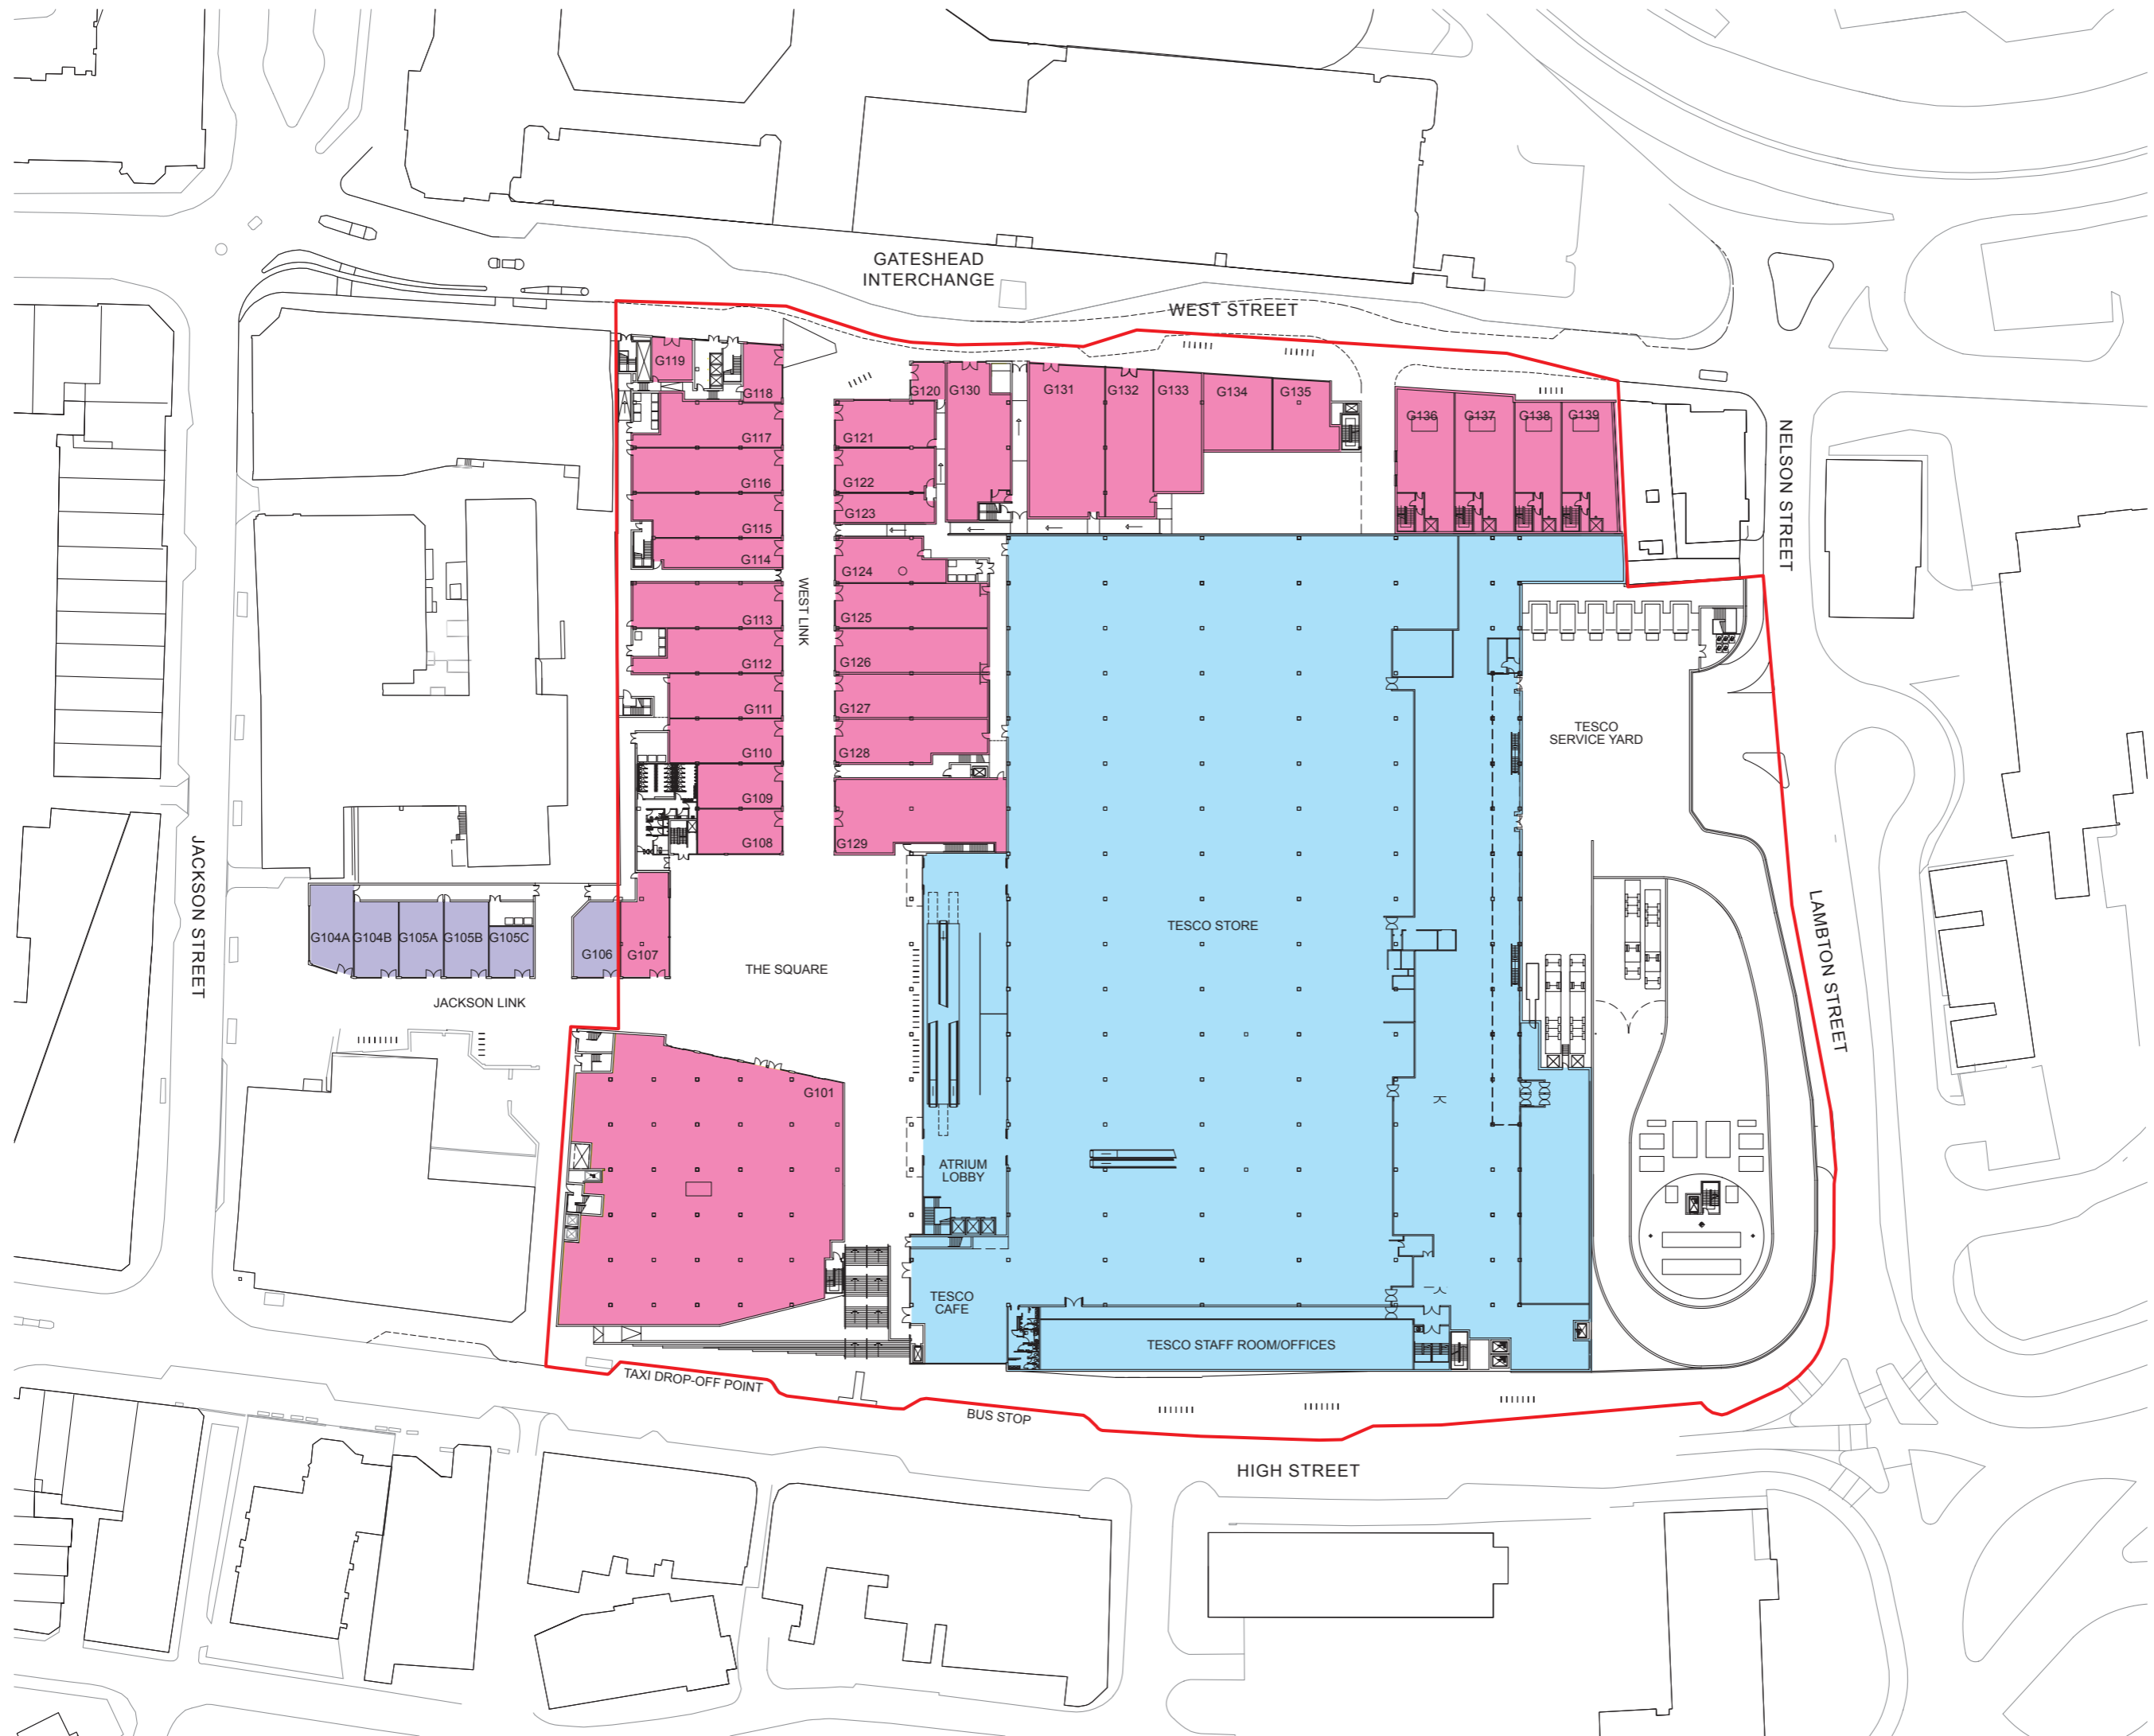 GATESHEAD
INTERCHANGE
WEST STREET
G119
G118
G120
G130
G131
G132
G133
G134
G135
G136
G137
G138
G139
G117
G121
G116
G122
G115
G123
G114
G124
G113
G125
G112
G126
G111
G127
G110
G128
G109
G108
G129
WEST LINK
NELSON STREET
TESCO
SERVICE YARD
JACKSON STREET
G104A
G104B
G105A
G105B
G105C
G106
G107
THE SQUARE
TESCO STORE
LAMBTON STREET
JACKSON LINK
G101
ATRIUM
LOBBY
TESCO
CAFE
TESCO STAFF ROOM/OFFICES
TAXI DROP-OFF POINT
BUS STOP
HIGH STREET